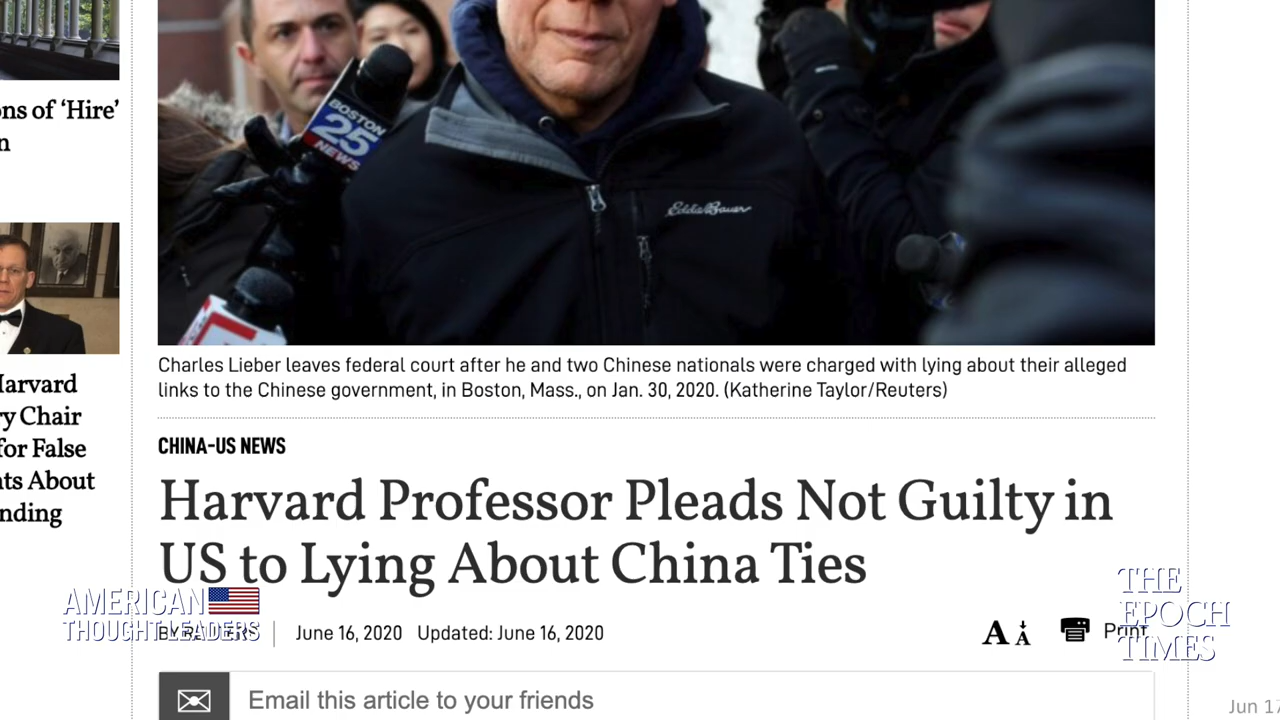 ons of ‘Hire’
n
BOSTON
25
NEWS
Eddie Bauer
Harvard
ry Chair
for False
nts About
nding
Charles Lieber leaves federal court after he and two Chinese nationals were charged with lying about their alleged
links to the Chinese government, in Boston, Mass., on Jan. 30, 2020. (Katherine Taylor/Reuters)
CHINA-US NEWS
Harvard Professor Pleads Not Guilty in
US to Lying About China Ties
AMERICAN
THOUGHT LEADERS
BY REUTERS
June 16, 2020 Updated: June 16, 2020
A A
Print
THE
EPOCH
TIMES
Email this article to your friends
Jun 17